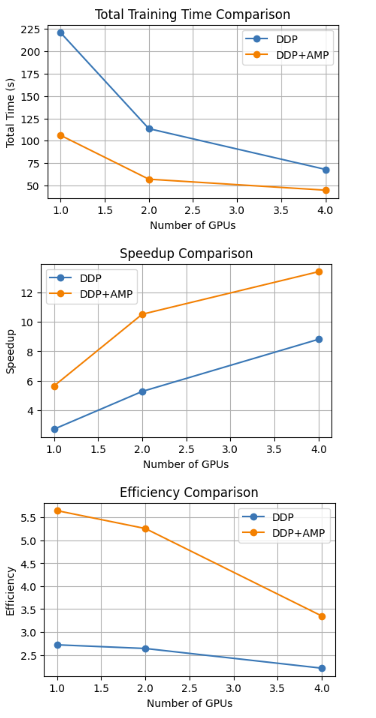 Total Training Time Comparison
225
200
175
150
125
100
75
50
Total Time (s)
DDP
DDP+AMP
1.0 1.5 2.0 2.5 3.0 3.5 4.0
Number of GPUs
Speedup Comparison
12
10
8
6
4
Speedup
DDP
DDP+AMP
1.0 1.5 2.0 2.5 3.0 3.5 4.0
Number of GPUs
Efficiency Comparison
5.5
5.0
4.5
4.0
3.5
3.0
2.5
Efficiency
DDP
DDP+AMP
1.0 1.5 2.0 2.5 3.0 3.5 4.0
Number of GPUs